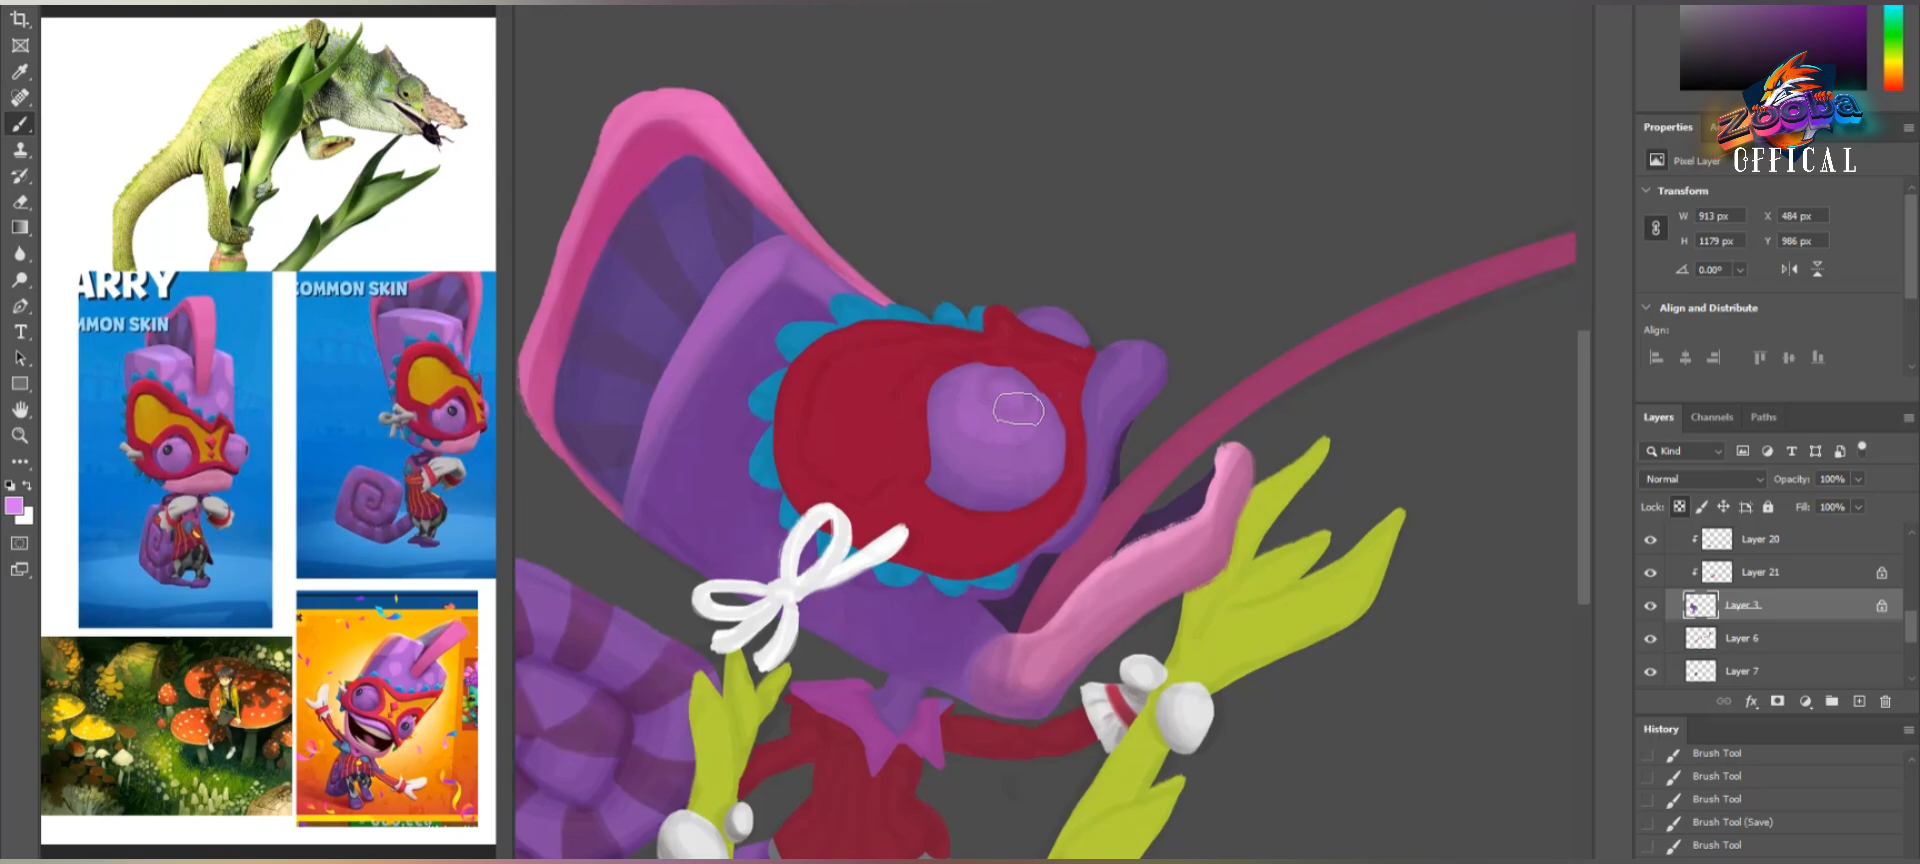 ARRY
MMON SKIN
COMMON SKIN
Zooba
OFFICAL
Properties
Pixel Layer
Transform
W 913 px X 484 px
H 1179 px Y 986 px
0.00°
Align and Distribute
Align:
Layers Channels Paths
Kind
Normal Opacity: 100%
Lock: Fill: 100%
Layer 20
Layer 21
Layer 3
Layer 6
Layer 7
fx
History
Brush Tool
Brush Tool
Brush Tool
Brush Tool (Save)
Brush Tool